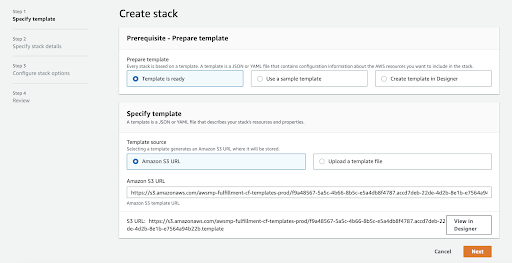 Step 1
Specify template
Step 2
Specify stack details
Step 3
Configure stack options
Step 4
Review
Create stack
Prerequisite - Prepare template
Prepare template
Every stack is based on a template. A template is a JSON or YAML file that contains configuration information about the AWS resources you want to include in the stack.
Template is ready
Use a sample template
Create template in Designer
Specify template
A template is a JSON or YAML file that describes your stack's resources and properties.
Template source
Selecting a template generates an Amazon S3 URL where it will be stored.
Amazon S3 URL
Upload a template file
Amazon S3 URL
https://s3.amazonaws.com/awsmp-fulfillment-cf-templates-prod/f9a48567-5a5c-4b66-8b5c-e5a4db8f4787.accd7deb-22de-4d2b-8e1b-e7564a94
Amazon S3 template URL
S3 URL: https://s3.amazonaws.com/awsmp-fulfillment-cf-templates-prod/f9a48567-5a5c-4b66-8b5c-e5a4db8f4787.accd7deb-22
de-4d2b-8e1b-e7564a94b22b.template
View in
Designer
Cancel
Next